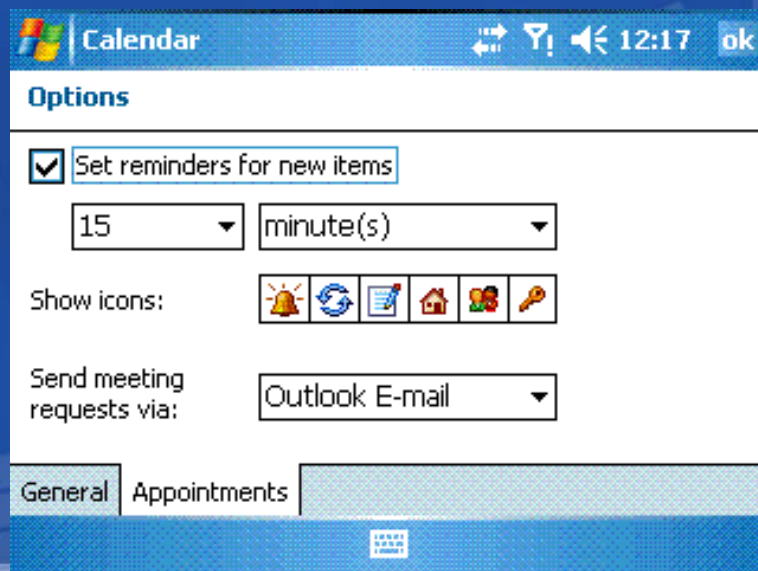 Calendar 12:17 ok
Options
Set reminders for new items
15 minute(s)
Show icons:
Send meeting
requests via:
Outlook E-mail
General Appointments